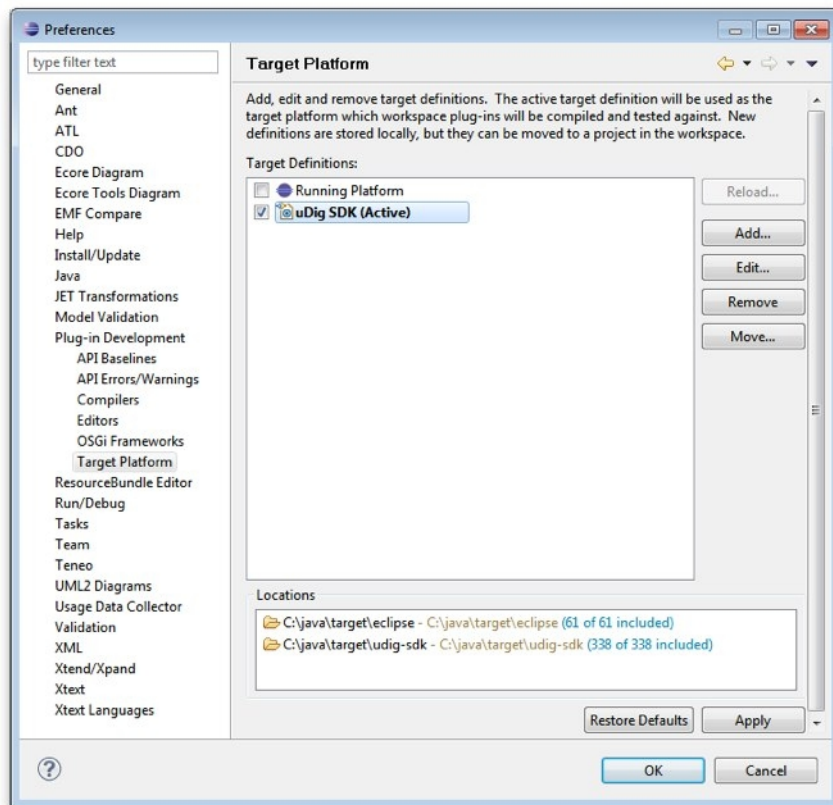 Preferences
type filter text
General
Ant
ATL
CDO
Ecore Diagram
Ecore Tools Diagram
EMF Compare
Help
Install/Update
Java
JET Transformations
Model Validation
Plug-in Development
API Baselines
API Errors/Warnings
Compilers
Editors
OSGi Frameworks
Target Platform
ResourceBundle Editor
Run/Debug
Tasks
Team
Teneo
UML2 Diagrams
Usage Data Collector
Validation
XML
Xtend/Xpand
Xtext
Xtext Languages
Target Platform
Add, edit and remove target definitions. The active target definition will be used as the
target platform which workspace plug-ins will be compiled and tested against. New
definitions are stored locally, but they can be moved to a project in the workspace.
Target Definitions:
Running Platform
uDig SDK (Active)
Reload...
Add...
Edit...
Remove
Move...
Locations
C:\java\target\eclipse - C:\java\target\eclipse (61 of 61 included)
C:\java\target\udig-sdk - C:\java\target\udig-sdk (338 of 338 included)
Restore Defaults
Apply
OK
Cancel